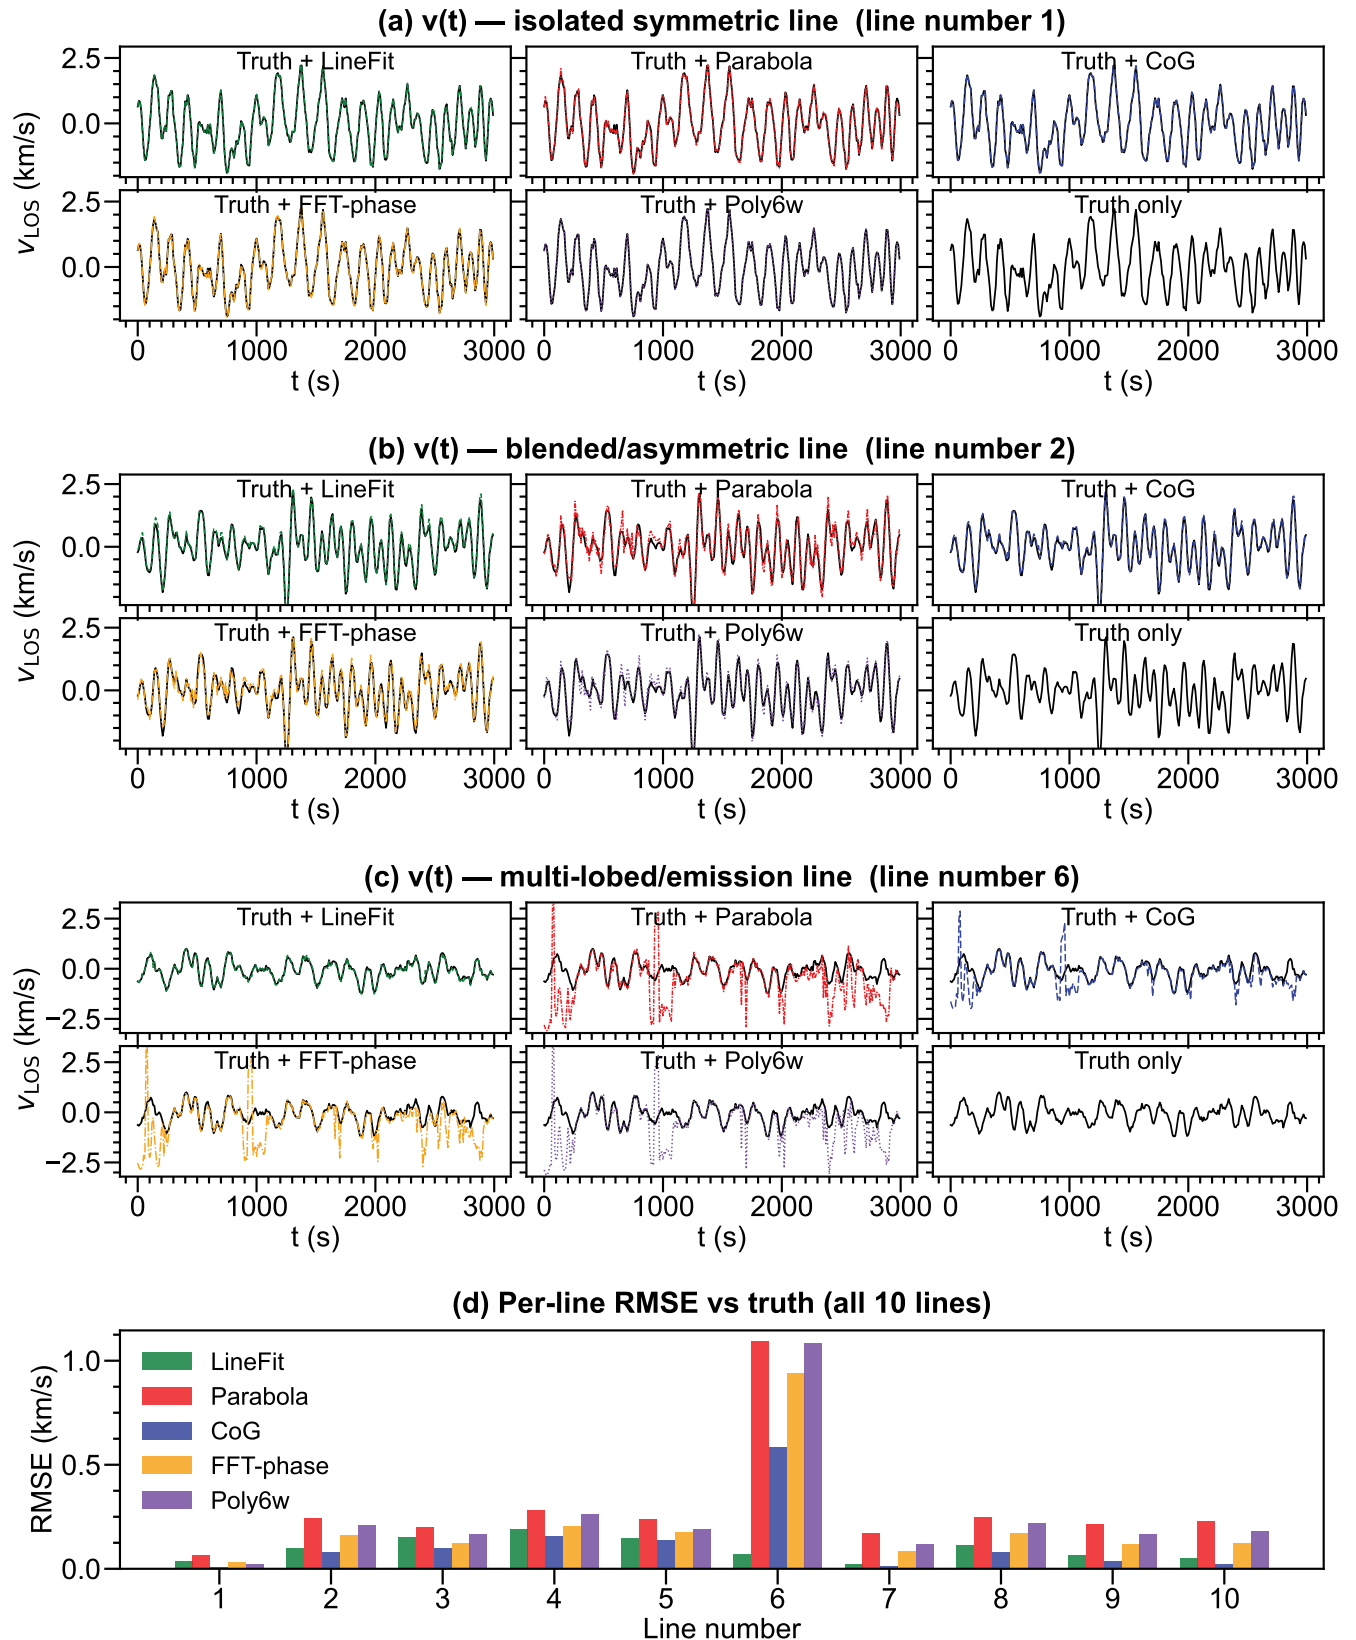 (a) v(t) — isolated symmetric line (line number 1)
Truth + LineFit
Truth + Parabola
Truth + CoG
2.5
0.0
Truth + FFT-phase
Truth + Poly6w
Truth only
2.5
0.0
v_LOS (km/s)
0 1000 2000 3000
0 1000 2000 3000
0 1000 2000 3000
t (s)
t (s)
t (s)
(b) v(t) — blended/asymmetric line (line number 2)
Truth + LineFit
Truth + Parabola
Truth + CoG
2.5
0.0
Truth + FFT-phase
Truth + Poly6w
Truth only
2.5
0.0
v_LOS (km/s)
0 1000 2000 3000
0 1000 2000 3000
0 1000 2000 3000
t (s)
t (s)
t (s)
(c) v(t) — multi-lobed/emission line (line number 6)
Truth + LineFit
Truth + Parabola
Truth + CoG
2.5
0.0
−2.5
Truth + FFT-phase
Truth + Poly6w
Truth only
2.5
0.0
−2.5
v_LOS (km/s)
0 1000 2000 3000
0 1000 2000 3000
0 1000 2000 3000
t (s)
t (s)
t (s)
(d) Per-line RMSE vs truth (all 10 lines)
RMSE (km/s)
1.0
0.5
0.0
LineFit
Parabola
CoG
FFT-phase
Poly6w
1 2 3 4 5 6 7 8 9 10
Line number